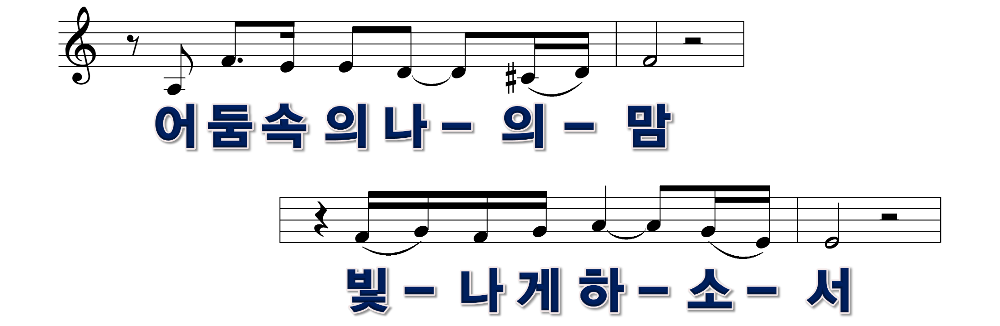 어둠속 의나- 의- 맘
빛- 나게하- 소- 서